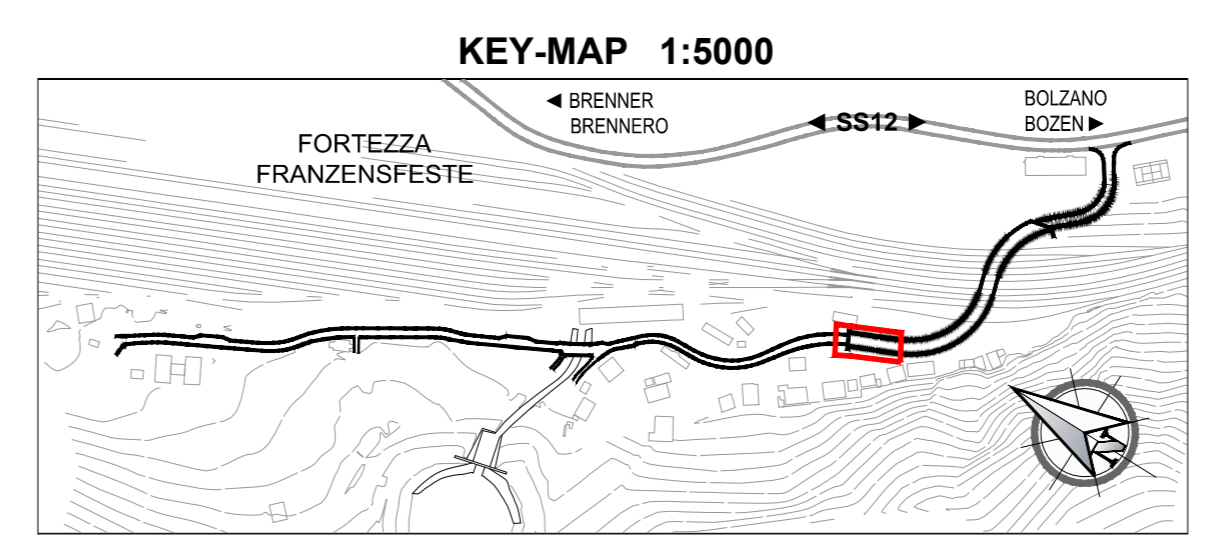 KEY-MAP 1:5000
◄ BRENNER
BRENNERO
◄ SS12 ►
BOLZANO
BOZEN ►
FORTEZZA
FRANZENSFESTE
N